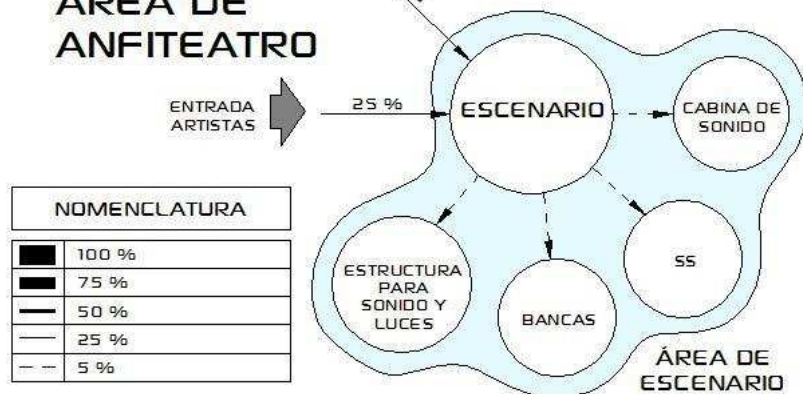 ÁREA DE
ANFITEATRO
ENTRADA
ARTISTAS
25 %
ESCENARIO
CABINA DE
SONIDO
NOMENCLATURA
100 %
75 %
50 %
25 %
5 %
ESTRUCTURA
PARA
SONIDO Y
LUCES
BANCAS
SS
ÁREA DE
ESCENARIO